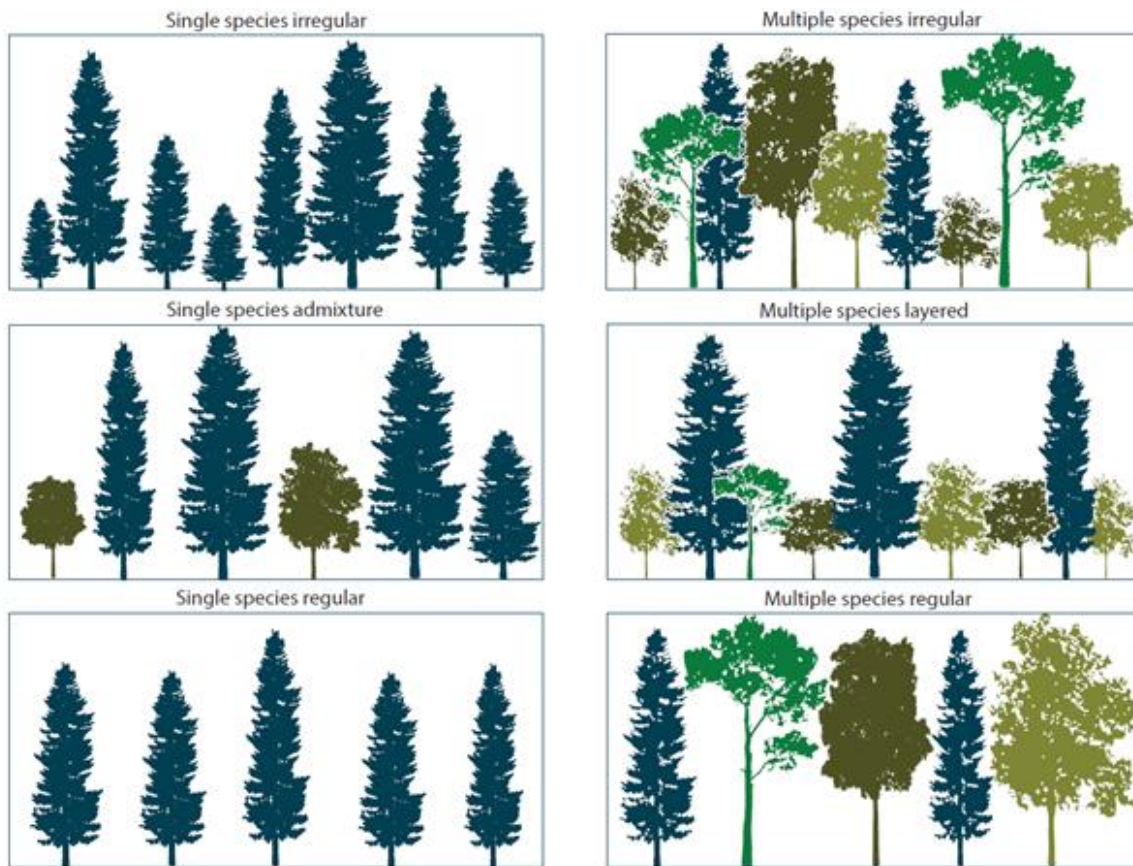 Single species irregular
Multiple species irregular
Single species admixture
Multiple species layered
Single species regular
Multiple species regular